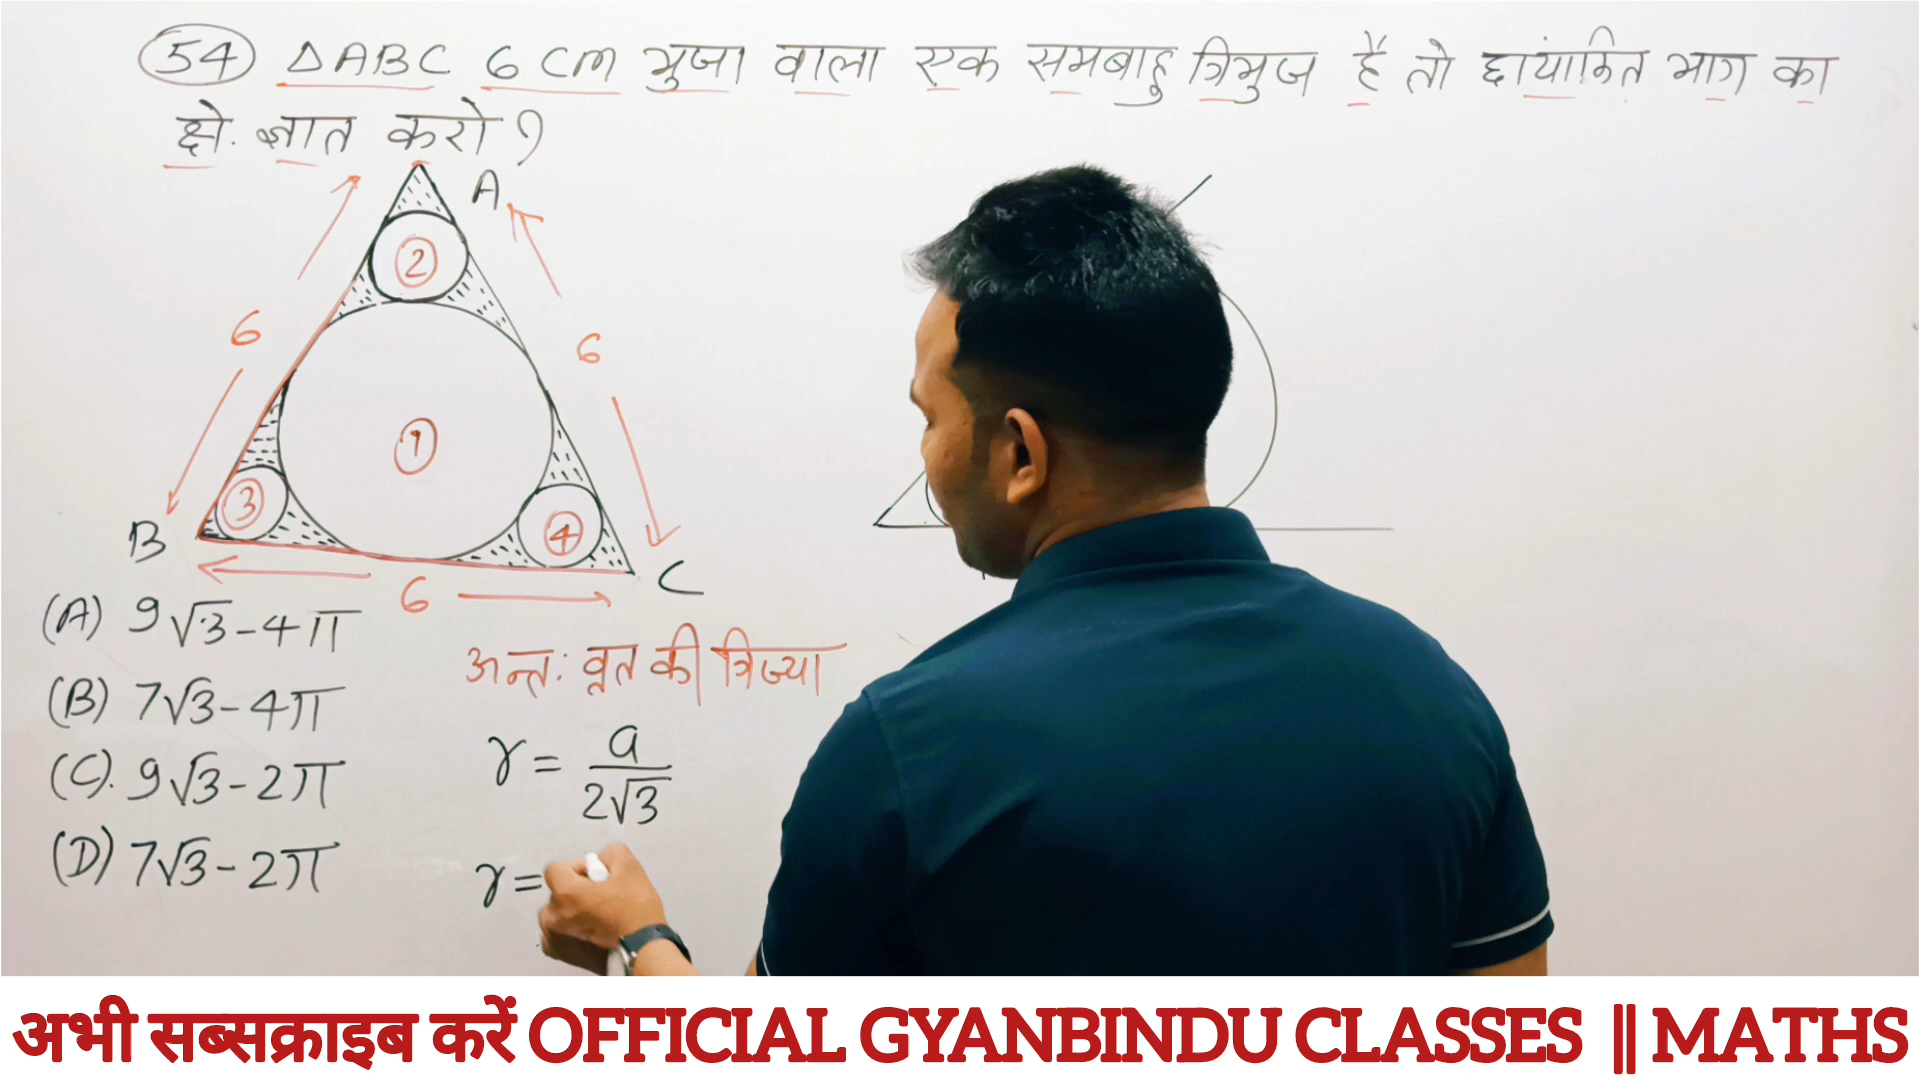 54 ΔABC 6 CM भुजा वाला एक समबाहु त्रिभुज है तो छायांकित भाग का
क्षे. ज्ञात करो ?
A
2
6
6
1
3
4
B
C
6
(A) 9√3-4π
(B) 7√3-4π
(C). 9√3-2π
(D) 7√3-2π
अन्त: वृत की त्रिज्या
r = a/2√3
r =
अभी सब्सक्राइब करें OFFICIAL GYANBINDU CLASSES || MATHS